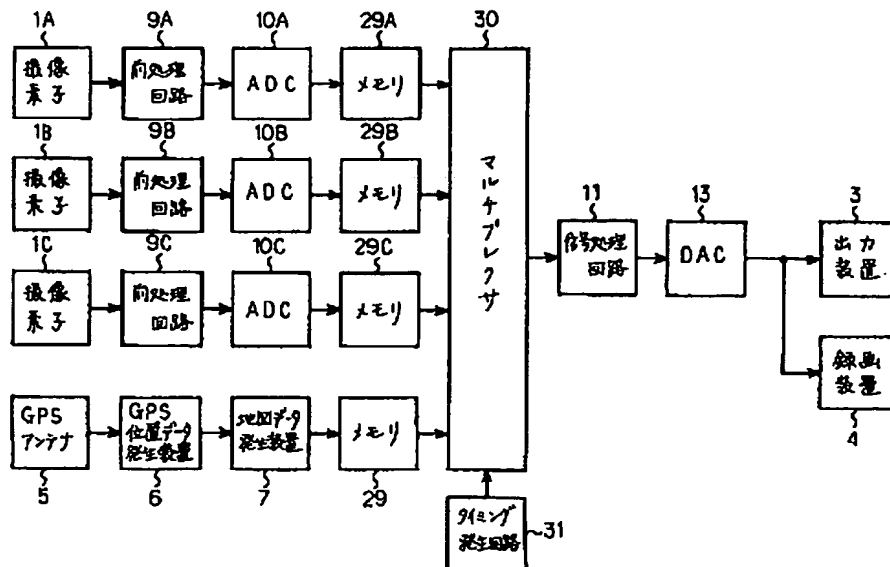 1A 9A 10A 29A 30
撮像 前処理 ADC メモリ
素子 回路
1B 9B 10B 29B
撮像 前処理 ADC メモリ
素子 回路
マルチプレクサ
11 13 3
信号処理 DAC 出力
回路 装置
1C 9C 10C 29C
撮像 前処理 ADC メモリ
素子 回路
録画
装置
4
GPS GPS 地図データ メモリ
アンテナ 位置データ 発生装置
発生装置
5 6 7 29
タイミング 31
発生回路